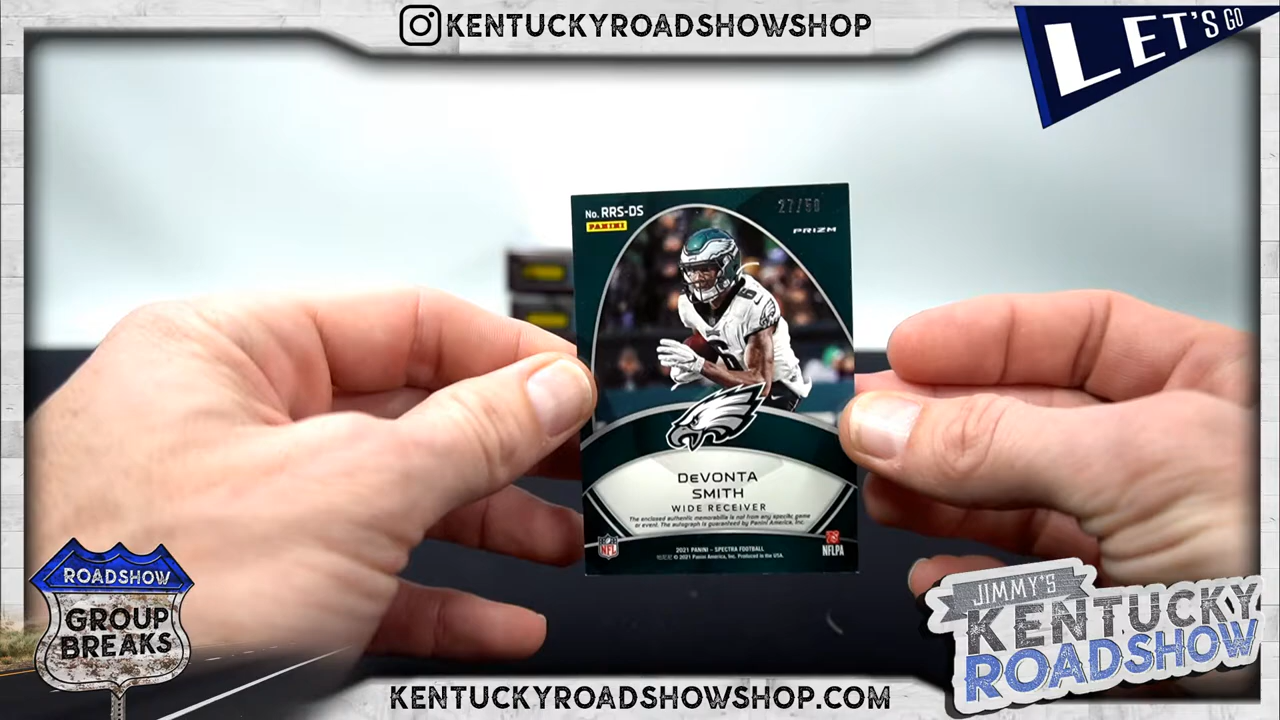 KENTUCKYROADSHOWSHOP
LET'S GO
No. RRS-DS
PANINI
27/50
PRIZM
6
DeVONTA
SMITH
WIDE RECEIVER
The enclosed authentic memorabilia is not from any specific game
or event. The autograph is guaranteed by Panini America, Inc.
2021 PANINI - SPECTRA FOOTBALL
© 2021 Panini America, Inc. Produced in the USA.
NFL
NFLPA
ROADSHOW
GROUP
BREAKS
JIMMY'S
KENTUCKY
ROADSHOW
KENTUCKYROADSHOWSHOP.COM